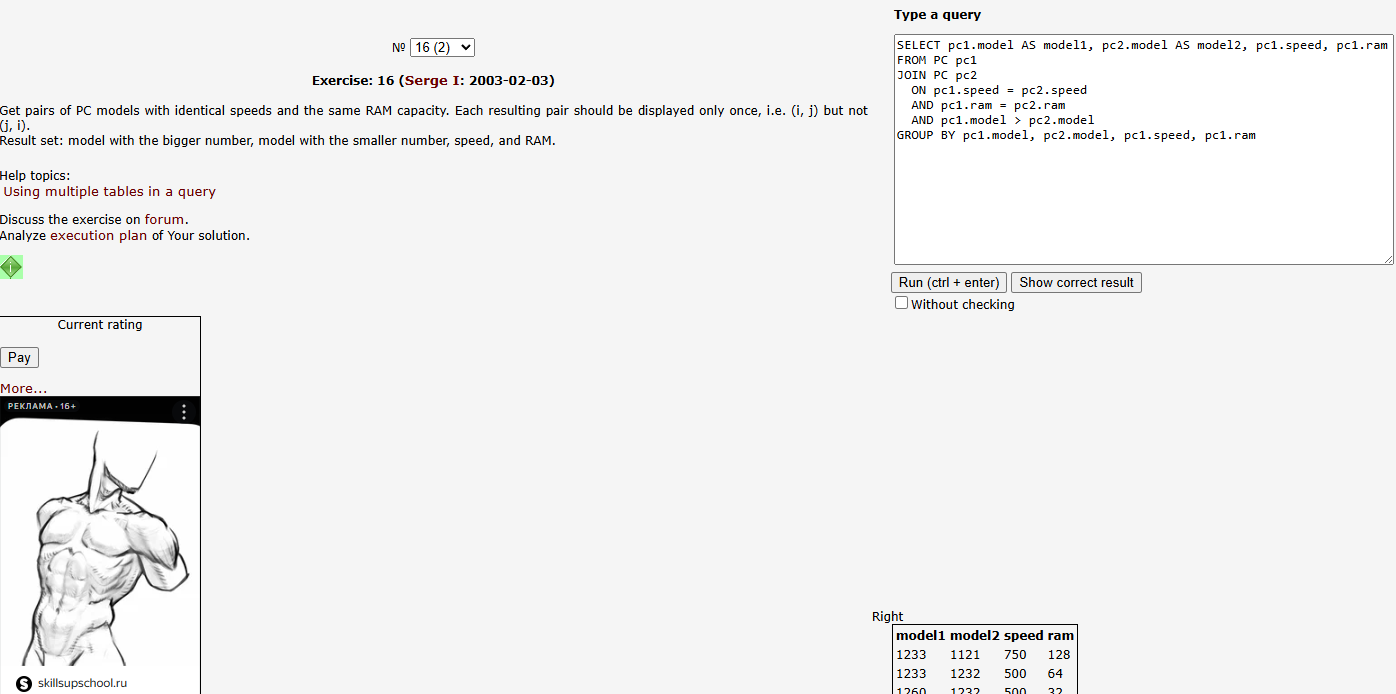 № 16 (2)
Exercise: 16 (Serge I: 2003-02-03)
Get pairs of PC models with identical speeds and the same RAM capacity. Each resulting pair should be displayed only once, i.e. (i, j) but not
(j, i).
Result set: model with the bigger number, model with the smaller number, speed, and RAM.
Help topics:
Using multiple tables in a query
Discuss the exercise on forum.
Analyze execution plan of Your solution.
Current rating
Pay
More...
РЕКЛАМА • 16+
skillsupschool.ru
Type a query
SELECT pc1.model AS model1, pc2.model AS model2, pc1.speed, pc1.ram
FROM PC pc1
JOIN PC pc2
ON pc1.speed = pc2.speed
AND pc1.ram = pc2.ram
AND pc1.model > pc2.model
GROUP BY pc1.model, pc2.model, pc1.speed, pc1.ram
Run (ctrl + enter) Show correct result
Without checking
Right
model1 model2 speed ram
1233 1121 750 128
1233 1232 500 64
1260 1232 500 32